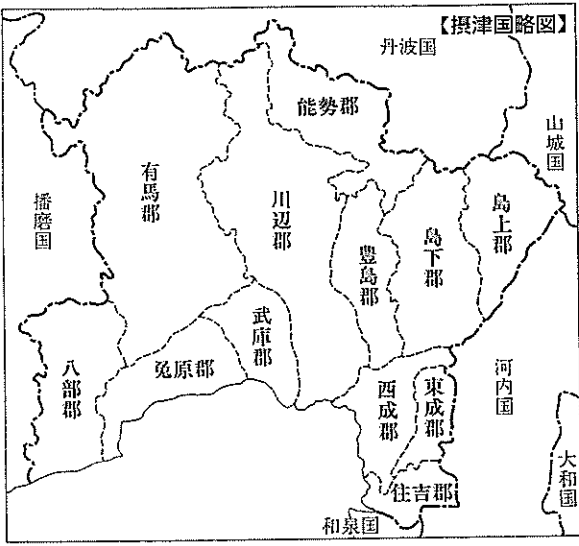 【摂津国略図】
丹波国
能勢郡
山城国
有馬郡
播磨国
川辺郡
島上郡
島下郡
豊島郡
武庫郡
兎原郡
八部郡
西成郡
東成郡
河内国
大和国
住吉郡
和泉国